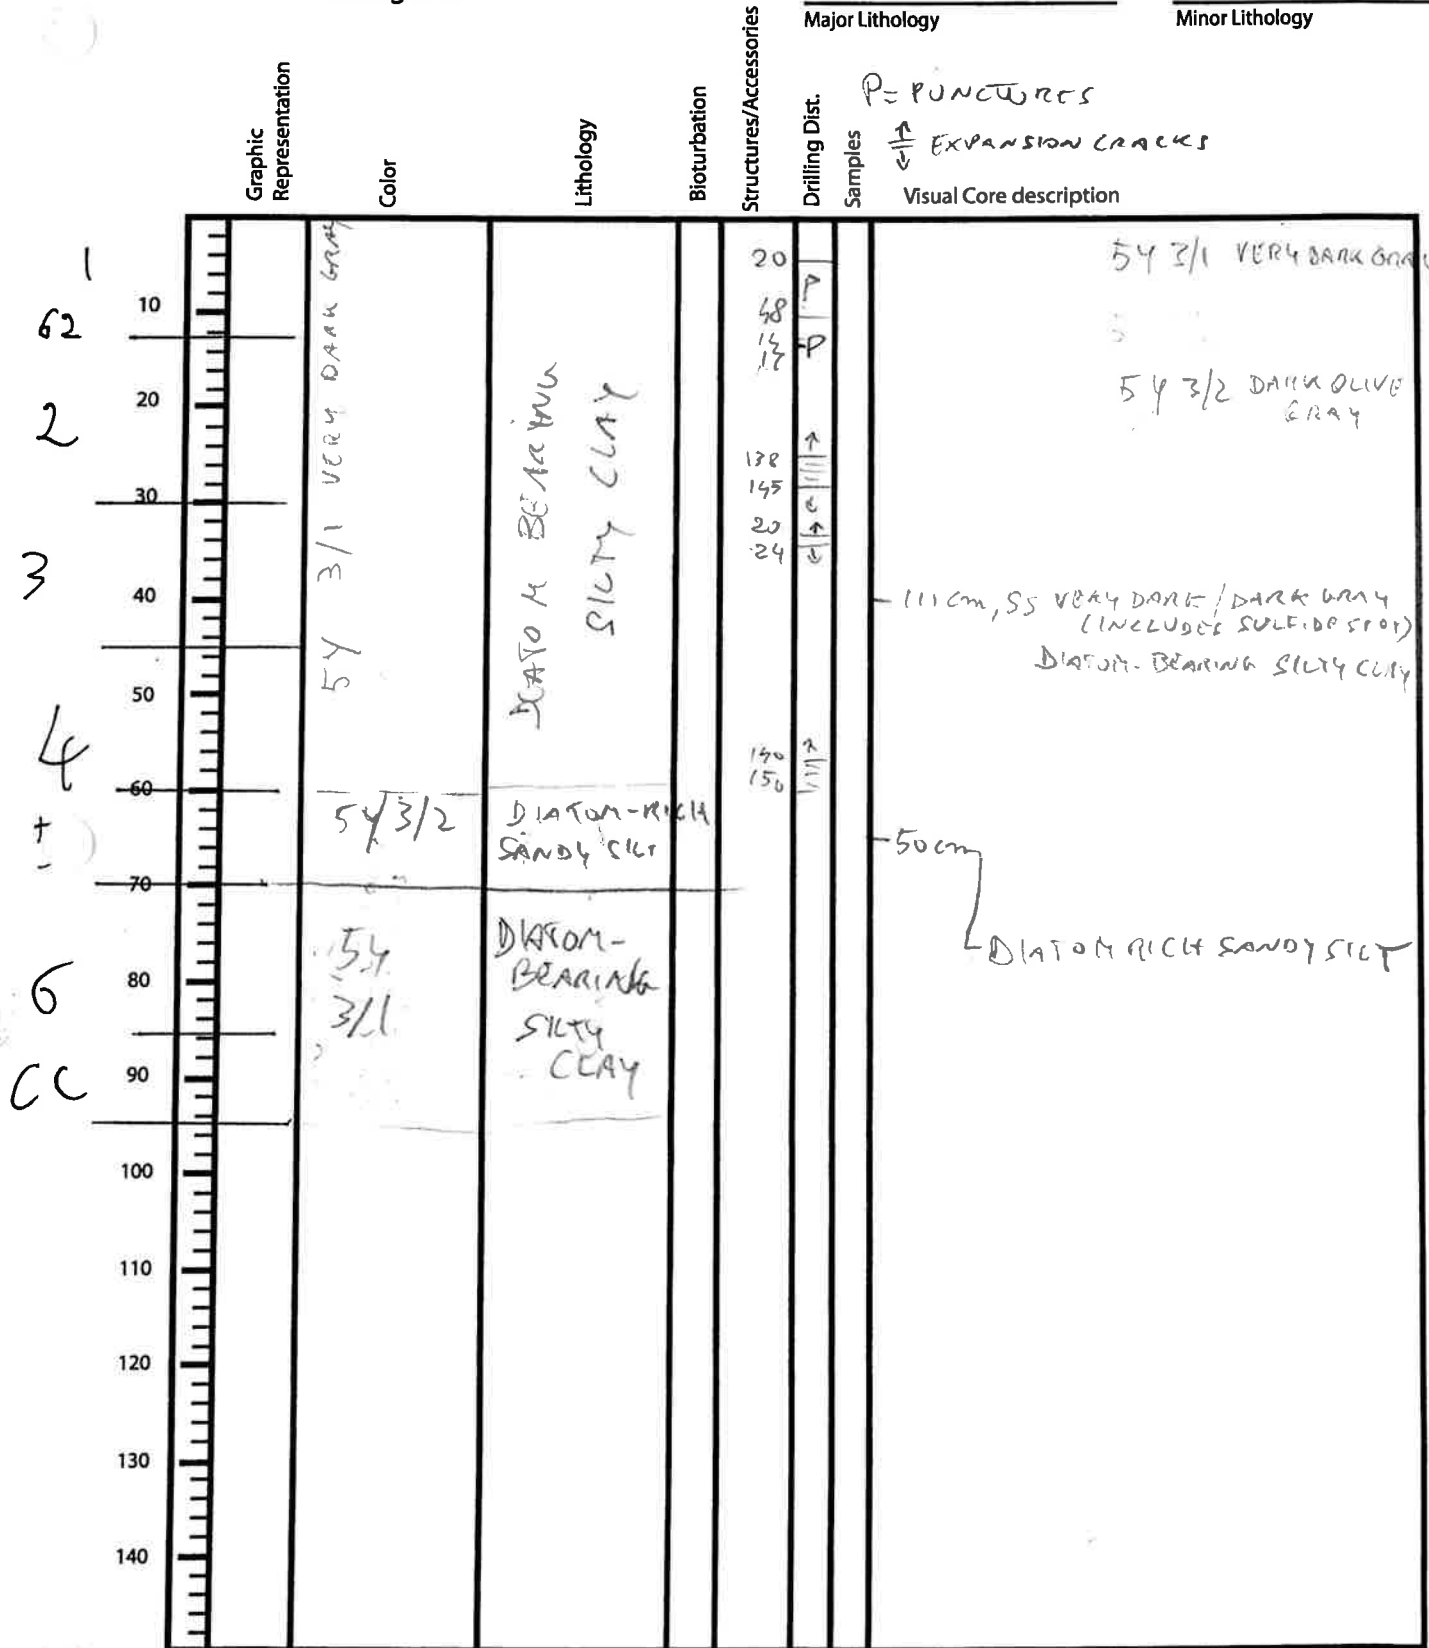 Major Lithology
Minor Lithology
P= PUNCTURES
↑ EXPANSION CRACKS
↓
Graphic Representation
Color
Lithology
Bioturbation
Structures/Accessories
Drilling Dist.
Samples
Visual Core description
1
62
2
3
4
+
-
6
CC
10
20
30
40
50
60
70
80
90
100
110
120
130
140
5Y 3/1 VERY DARK GRAY
DIATOM BEARING
SILTY CLAY
5Y 3/2
DIATOM-RICH
SANDY SILT
5Y
3/1
DIATOM-
BEARING
SILTY
CLAY
20
P
48
14
17
P
138
↑
145
20
↑
24
↓
140
↑
150
5Y 3/1 VERY DARK GRAY
5Y 3/2 DARK OLIVE
GRAY
111 cm, SS VERY DARK / DARK GRAY
(INCLUDES SULFIDE SPOT)
DIATOM-BEARING SILTY CLAY
50 cm
DIATOM RICH SANDY SILT